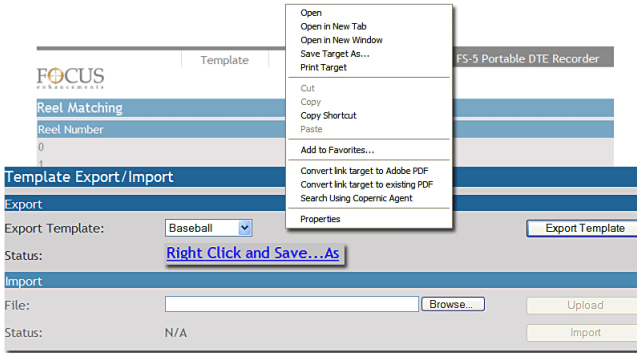 Open
Open in New Tab
Open in New Window
Save Target As...
Print Target
Cut
Copy
Copy Shortcut
Paste
Add to Favorites...
Convert link target to Adobe PDF
Convert link target to existing PDF
Search Using Copernic Agent
Properties
Template
FS-5 Portable DTE Recorder
FOCUS
enhancements
Reel Matching
Reel Number
0
1
Template Export/Import
Export
Export Template: Baseball Export Template
Status: Right Click and Save...As
Import
File: Browse... Upload
Status: N/A Import